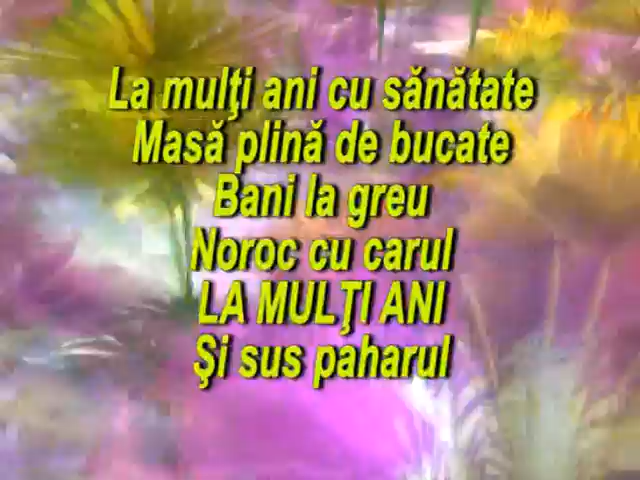 La mulţi ani cu sănătate
Masă plină de bucate
Bani la greu
Noroc cu carul
LA MULŢI ANI
Şi sus paharul